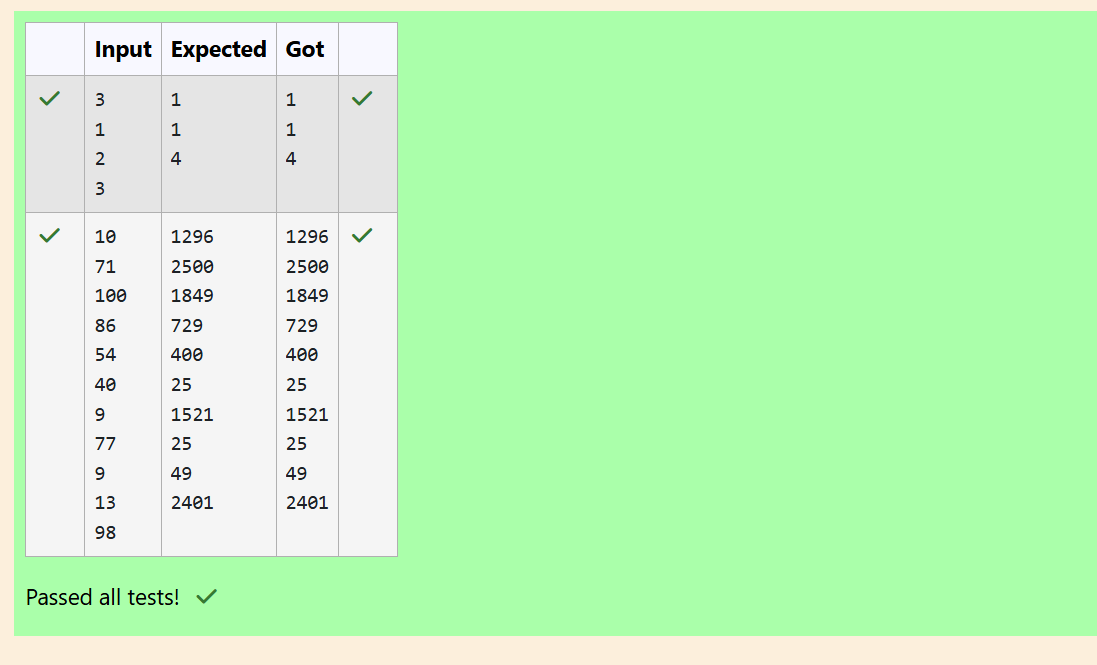 Input Expected Got
3 1 1
1 1 1
2 4 4
3
10 1296 1296
71 2500 2500
100 1849 1849
86 729 729
54 400 400
40 25 25
9 1521 1521
77 25 25
9 49 49
13 2401 2401
98
Passed all tests!